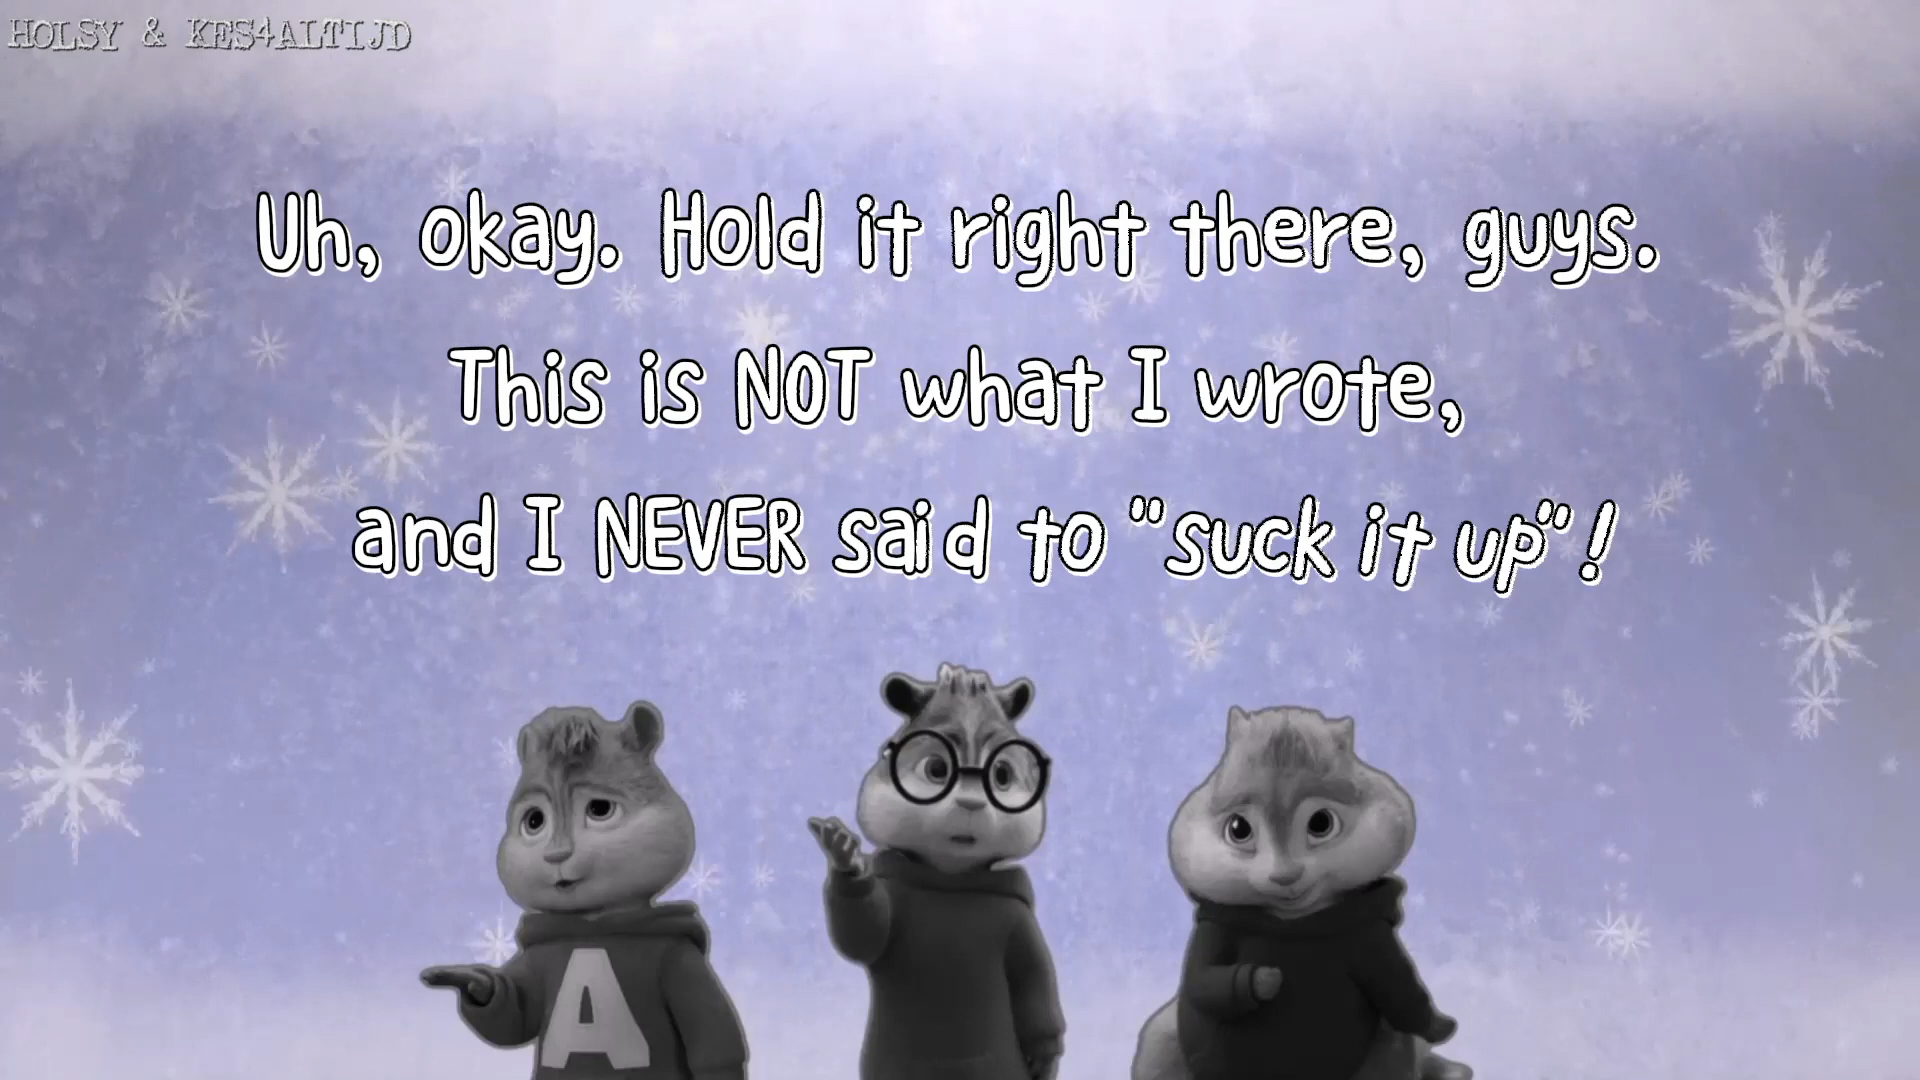 HOLSY & KES4ALTIJD
Uh, okay. Hold it right there, guys.
This is NOT what I wrote,
and I NEVER said to "suck it up"!
A